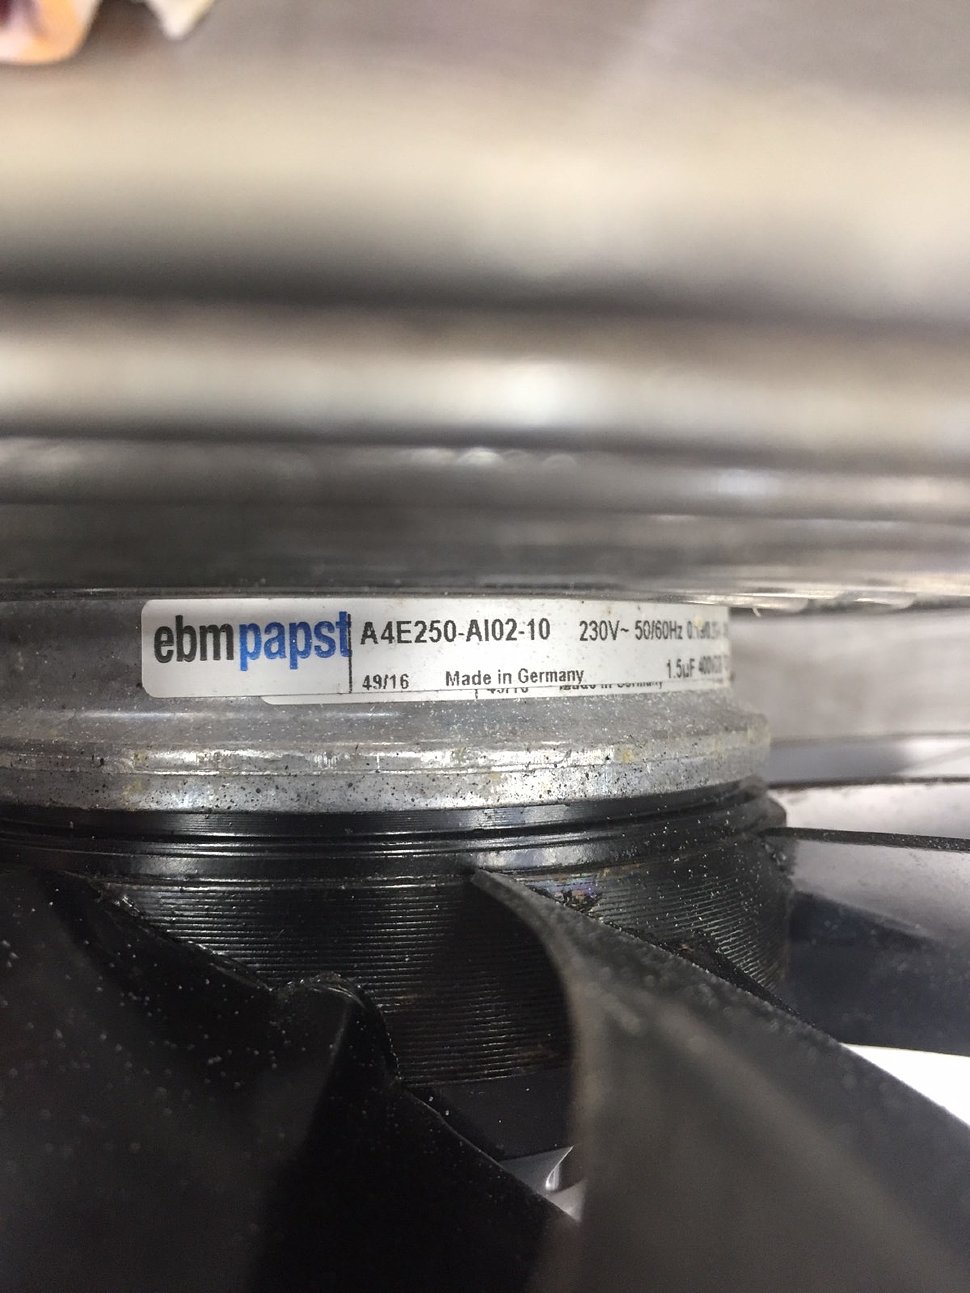 ebmpapst A4E250-AI02-10 230V~ 50/60Hz
49/16 Made in Germany 1.5uF